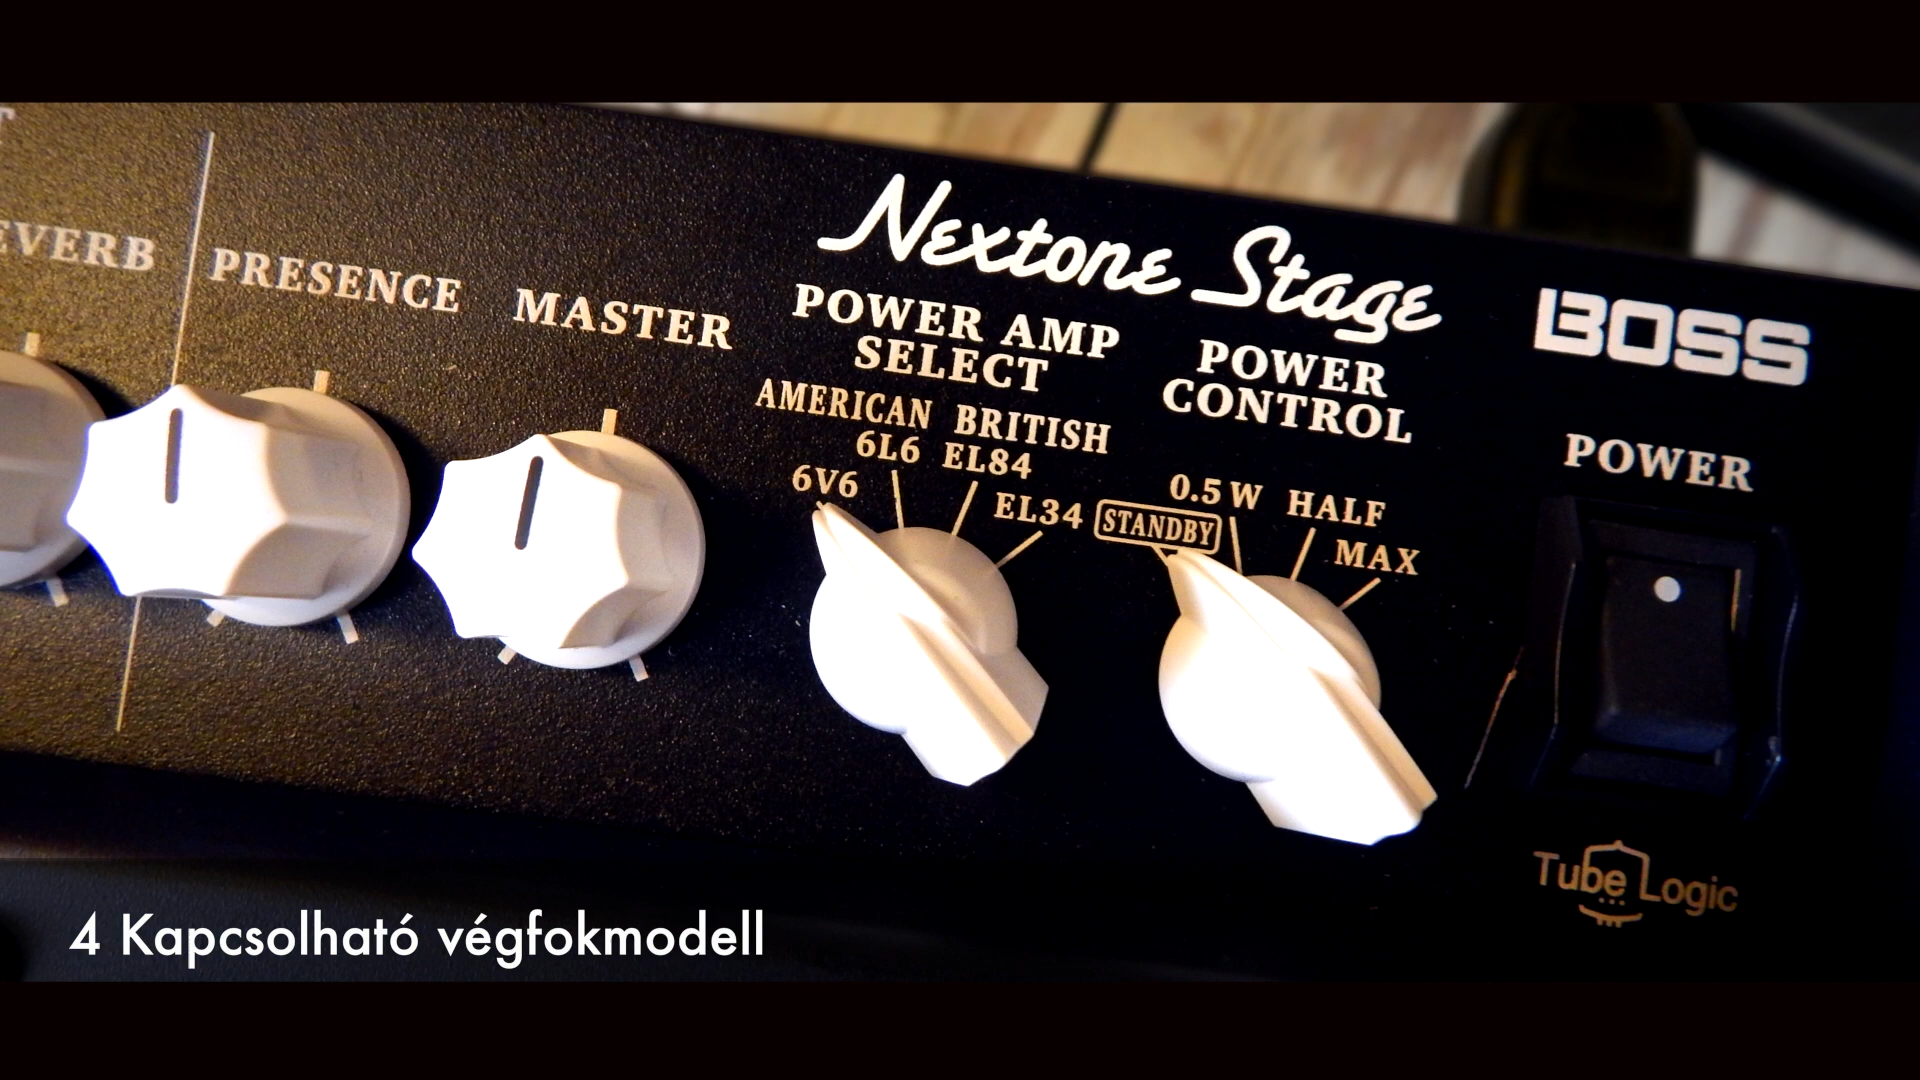 Nextone Stage
BOSS
PRESENCE
MASTER
POWER AMP
SELECT
AMERICAN BRITISH
6V6 6L6 EL84 EL34
POWER
CONTROL
STANDBY 0.5 W HALF MAX
POWER
Tube Logic
4 Kapcsolható végfokmodell